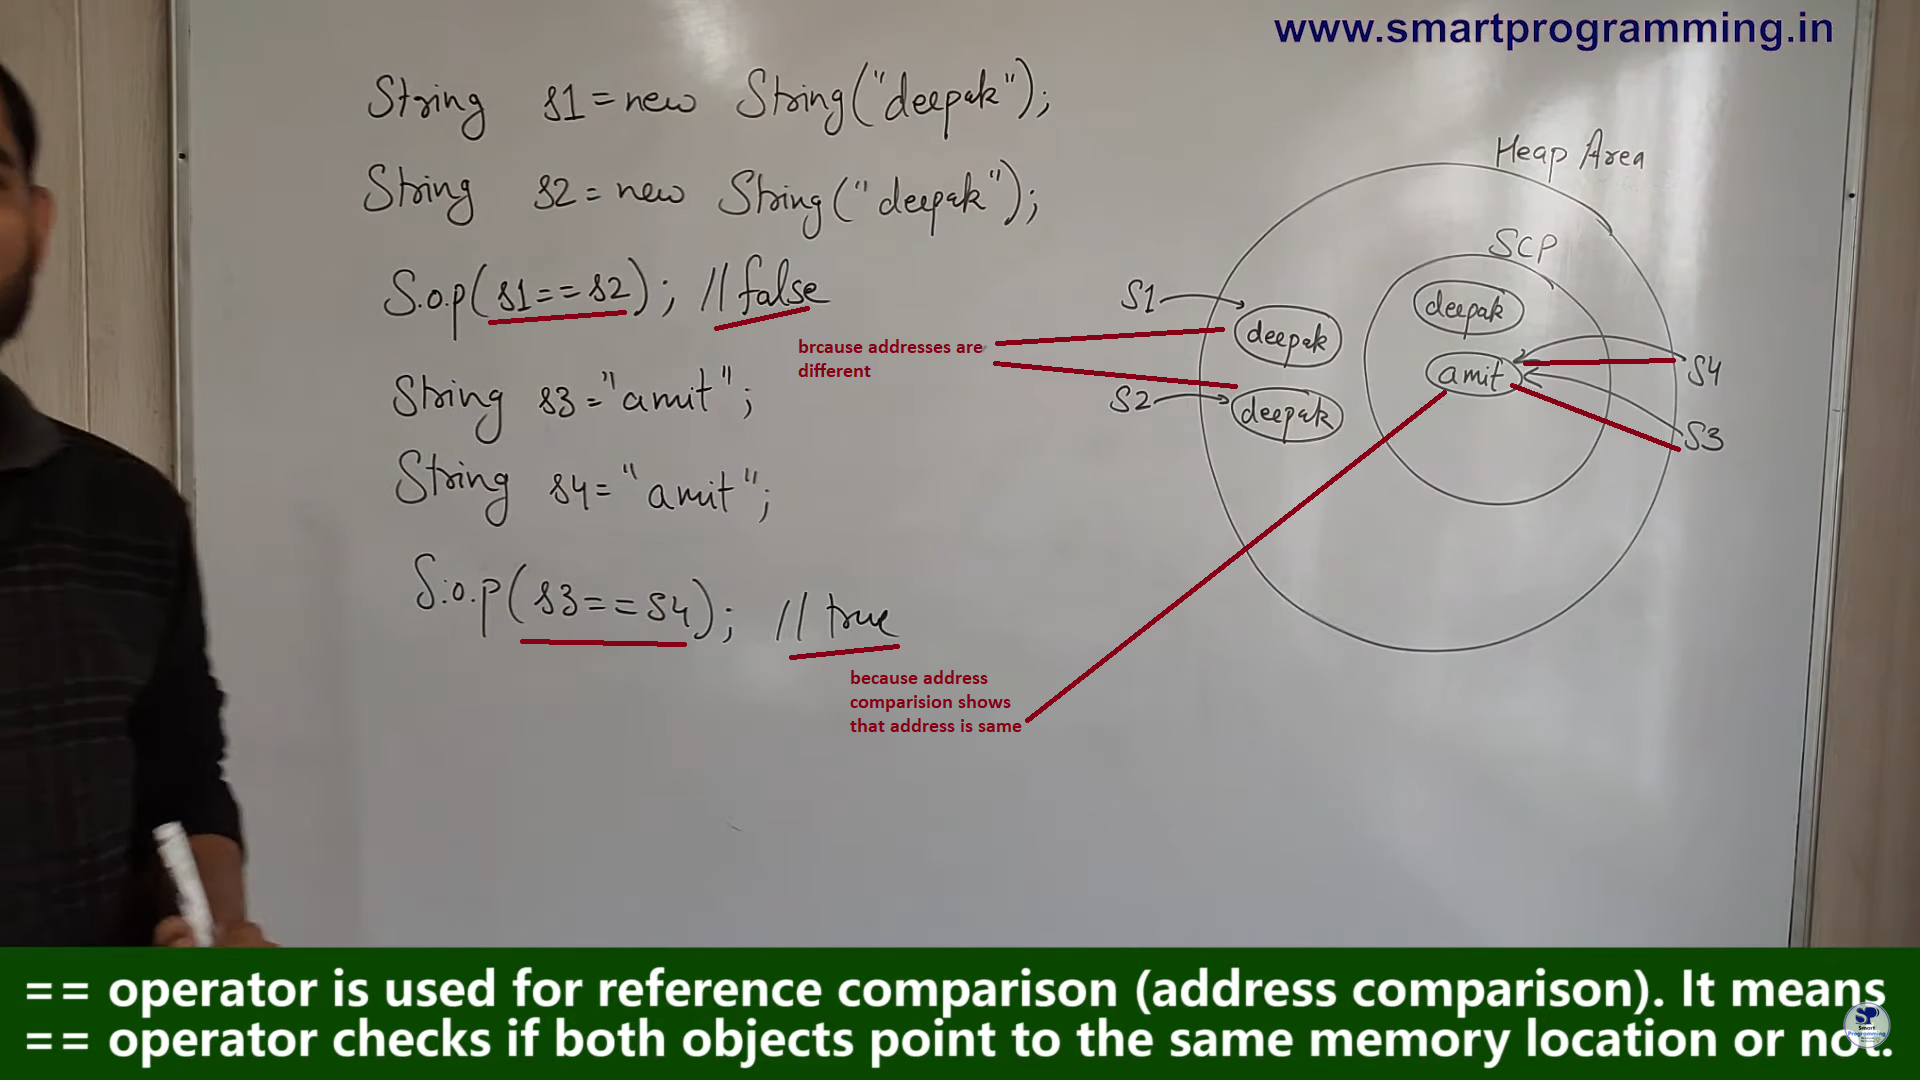 www.smartprogramming.in
String s1 = new String("deepak");
String s2 = new String("deepak");
S.o.p(s1==s2); //false
brcause addresses are
different
String s3 = "amit";
String s4 = "amit";
S.o.p(s3==s4); //true
because address
comparision shows
that address is same
Heap Area
SCP
deepak
S1
deepak
amit
S4
S2
deepak
S3
== operator is used for reference comparison (address comparison). It means
== operator checks if both objects point to the same memory location or not.
SP
Smart
Programming